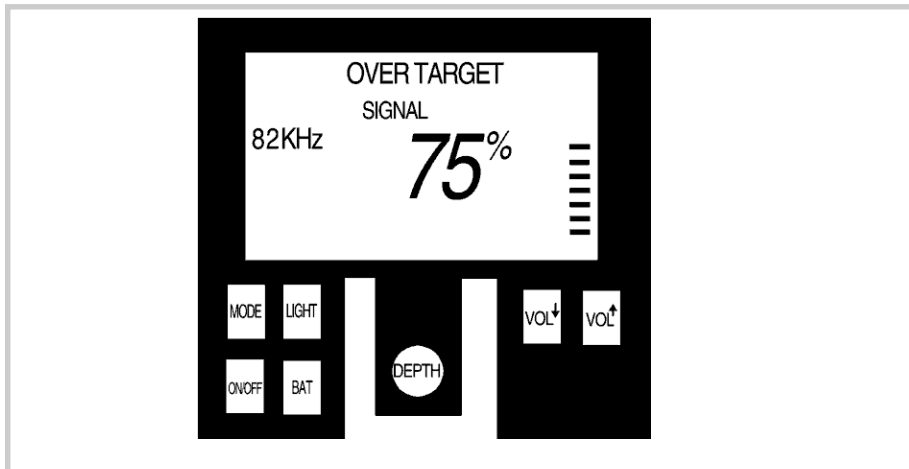 OVER TARGET
SIGNAL
82KHz
75%
MODE
LIGHT
VOL↓
VOL↑
ON/OFF
BAT
DEPTH